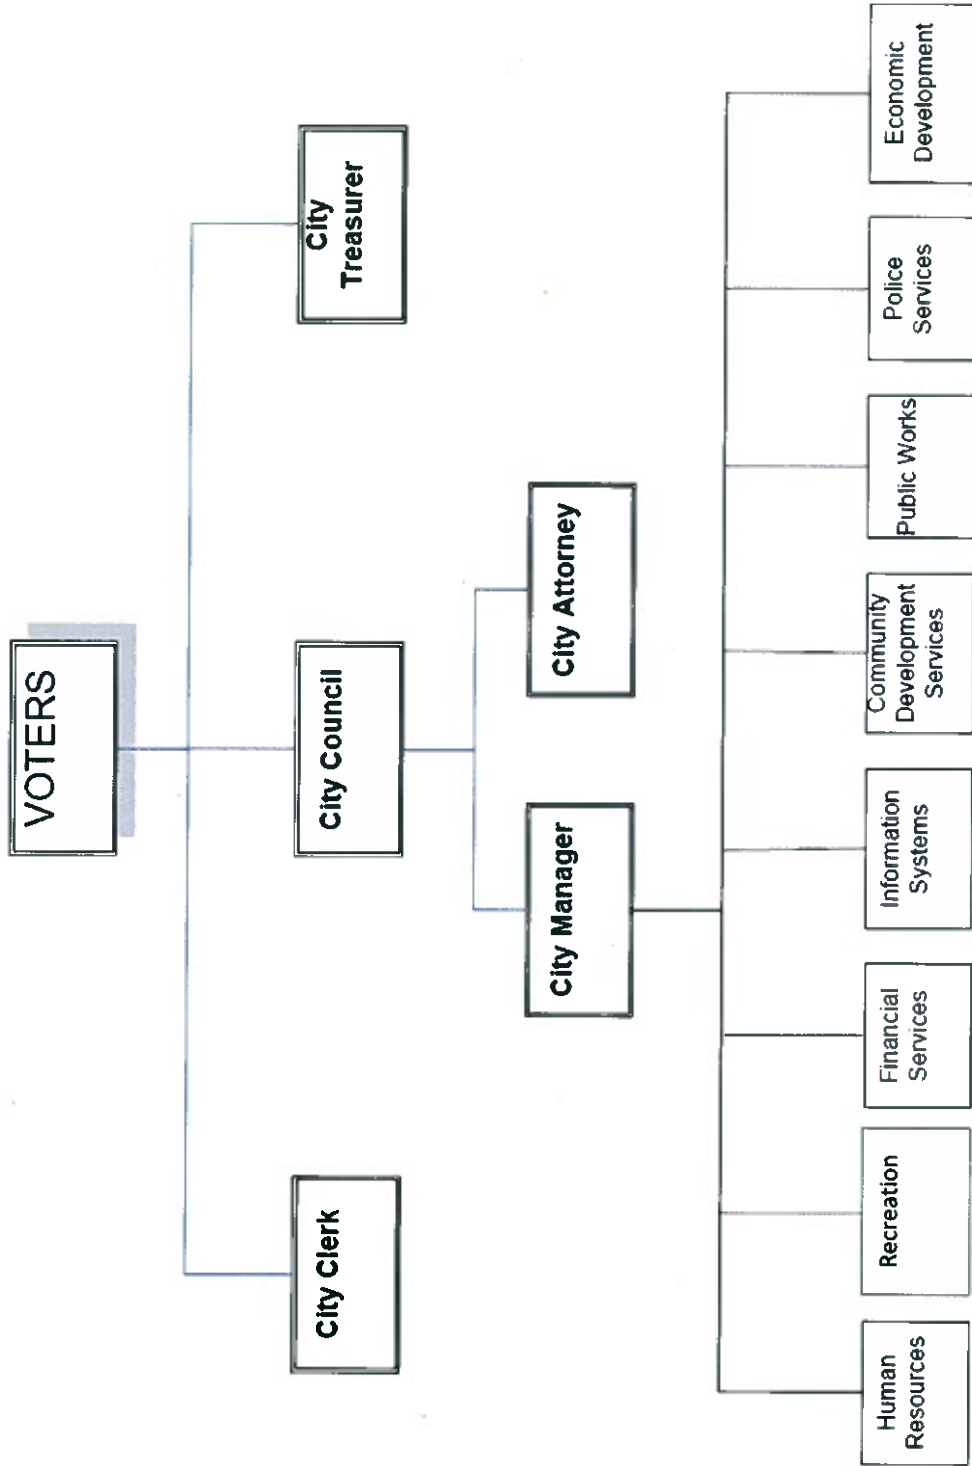 VOTERS
City Clerk
City Council
City
Treasurer
City Manager
City Attorney
Human
Resources
Recreation
Financial
Services
Information
Systems
Community
Development
Services
Public Works
Police
Services
Economic
Development